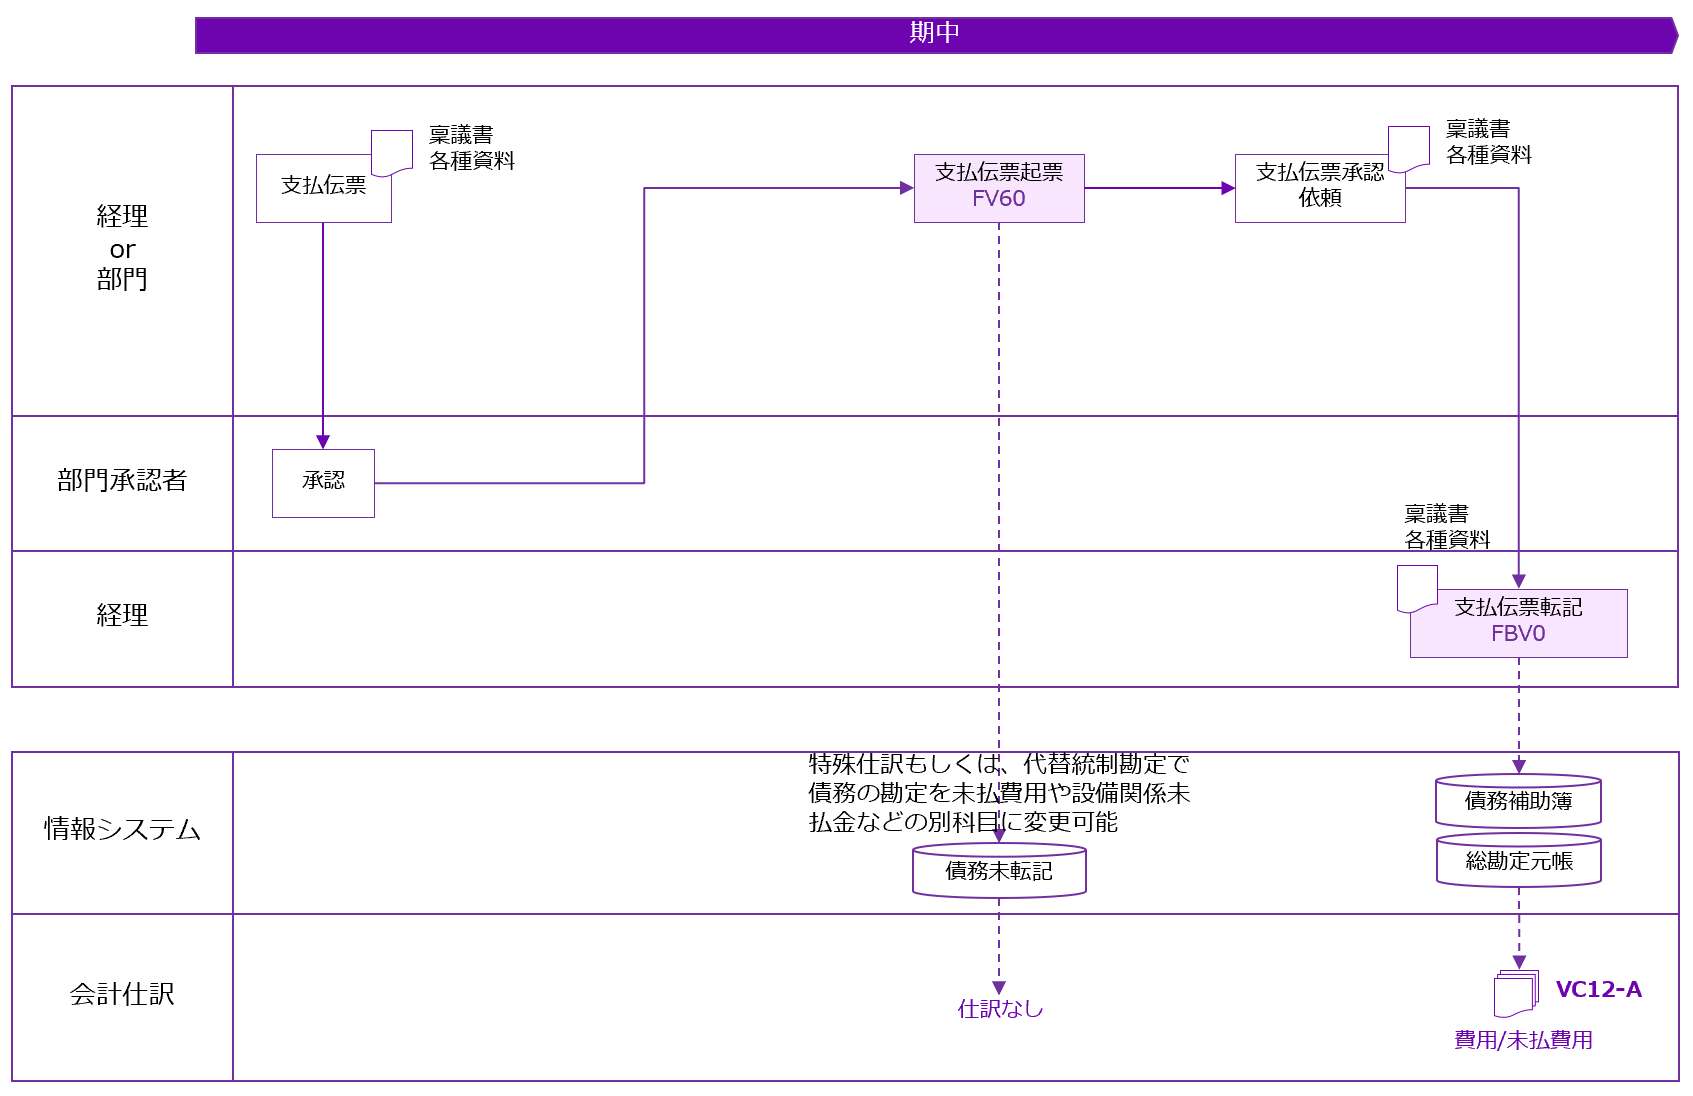 期中
経理
or
部門
支払伝票
稟議書
各種資料
支払伝票起票
FV60
支払伝票承認
依頼
稟議書
各種資料
部門承認者
承認
経理
稟議書
各種資料
支払伝票転記
FBV0
情報システム
特殊仕訳もしくは、代替統制勘定で
債務の勘定を未払費用や設備関係未
払金などの別科目に変更可能
債務未転記
債務補助簿
総勘定元帳
会計仕訳
仕訳なし
VC12-A
費用/未払費用